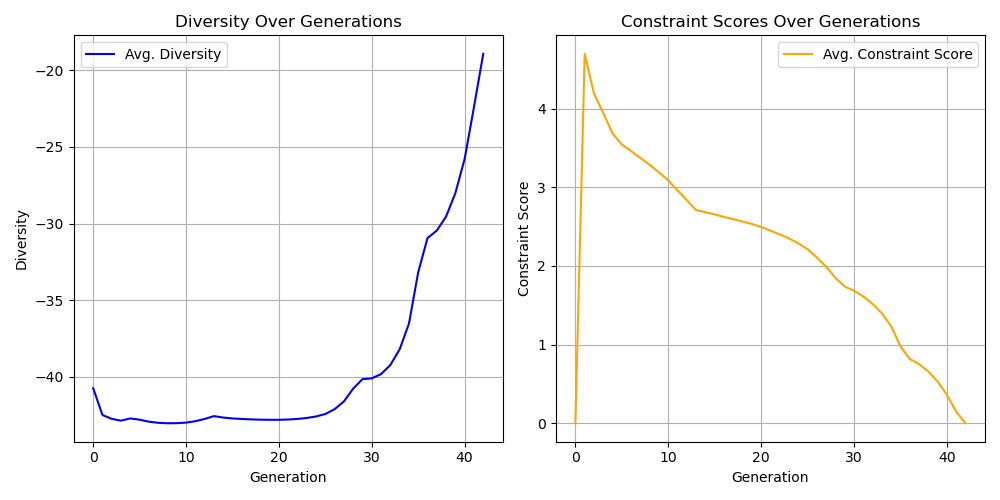 Diversity Over Generations
Avg. Diversity
Diversity
−20
−25
−30
−35
−40
0 10 20 30 40
Generation
Constraint Scores Over Generations
Avg. Constraint Score
Constraint Score
4
3
2
1
0
0 10 20 30 40
Generation